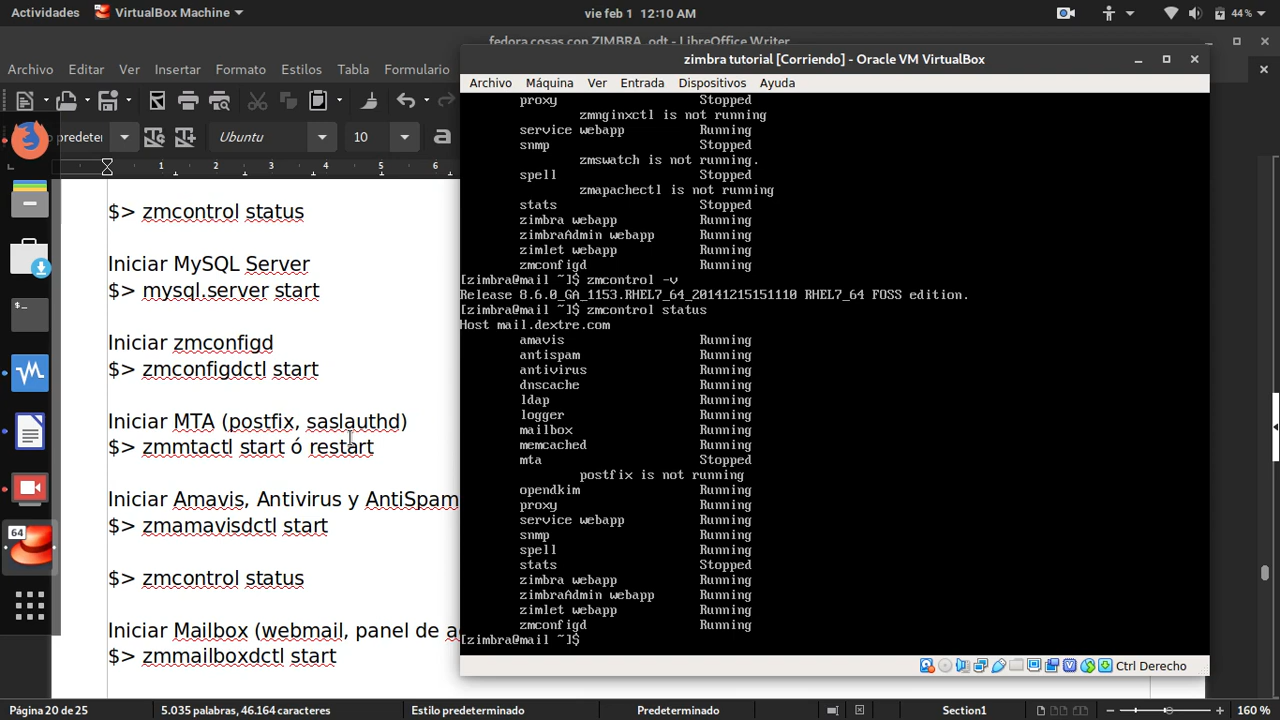 Actividades VirtualBox Machine vie feb 1 12:10 AM 44%
fedora cosas con ZIMBRA .odt - LibreOffice Writer
Archivo Editar Ver Insertar Formato Estilos Tabla Formulario
predeter Ubuntu 10 a
1 2 3 4 5 6
$> zmcontrol status
Iniciar MySQL Server
$> mysql.server start
Iniciar zmconfigd
$> zmconfigdctl start
Iniciar MTA (postfix, saslauthd)
$> zmmtactl start ó restart
Iniciar Amavis, Antivirus y AntiSpam
$> zmamavisdctl start
$> zmcontrol status
Iniciar Mailbox (webmail, panel de
$> zmmailboxdctl start
64
zimbra tutorial [Corriendo] - Oracle VM VirtualBox
Archivo Máquina Ver Entrada Dispositivos Ayuda
proxy Stopped
zmnginxctl is not running
service webapp Running
snmp Stopped
zmswatch is not running.
spell Stopped
zmapachectl is not running
stats Stopped
zimbra webapp Running
zimbraAdmin webapp Running
zimlet webapp Running
zmconfigd Running
[zimbra@mail ~]$ zmcontrol -v
Release 8.6.0_GA_1153.RHEL7_64_20141215151110 RHEL7_64 FOSS edition.
[zimbra@mail ~]$ zmcontrol status
Host mail.dextre.com
amavis Running
antispam Running
antivirus Running
dnscache Running
ldap Running
logger Running
mailbox Running
memcached Running
mta Stopped
postfix is not running
opendkim Running
proxy Running
service webapp Running
snmp Running
spell Running
stats Stopped
zimbra webapp Running
zimbraAdmin webapp Running
zimlet webapp Running
zmconfigd Running
[zimbra@mail ~]$
Ctrl Derecho
Página 20 de 25 5.035 palabras, 46.164 caracteres Estilo predeterminado Predeterminado Section1 160 %